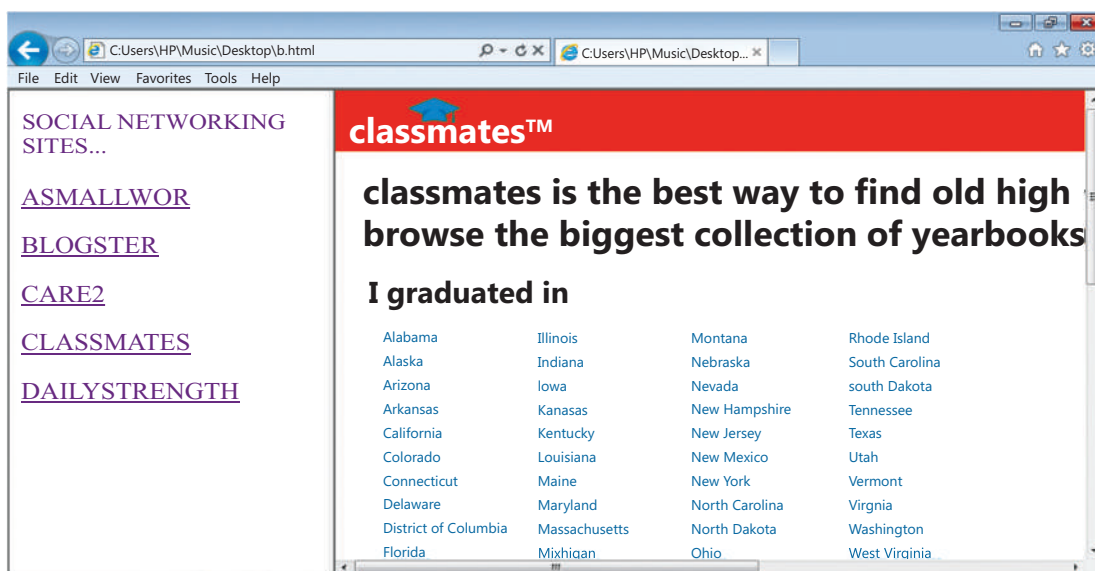 C:Users\HP\Music\Desktop\b.html
C:Users\HP\Music\Desktop...
File Edit View Favorites Tools Help
SOCIAL NETWORKING
SITES...
ASMALLWOR
BLOGSTER
CARE2
CLASSMATES
DAILYSTRENGTH
classmates™
classmates is the best way to find old high
browse the biggest collection of yearbooks
I graduated in
Alabama Illinois Montana Rhode Island
Alaska Indiana Nebraska South Carolina
Arizona Iowa Nevada south Dakota
Arkansas Kanasas New Hampshire Tennessee
California Kentucky New Jersey Texas
Colorado Louisiana New Mexico Utah
Connecticut Maine New York Vermont
Delaware Maryland North Carolina Virgnia
District of Columbia Massachusetts North Dakota Washington
Florida Mixhigan Ohio West Virginia